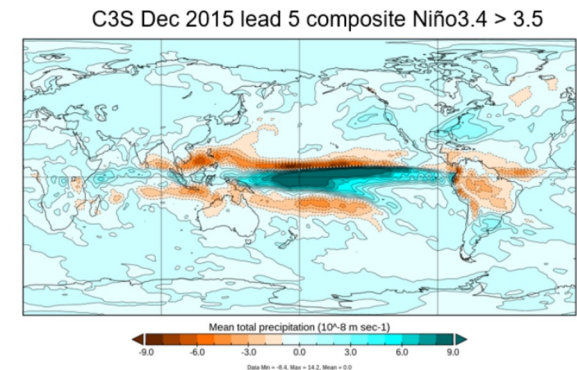 C3S Dec 2015 lead 5 composite Niño3.4 > 3.5
Mean total precipitation (10^-8 m sec-1)
-9.0 -6.0 -3.0 0.0 3.0 6.0 9.0
Data Min = -8.4, Max = 14.2, Mean = 0.0